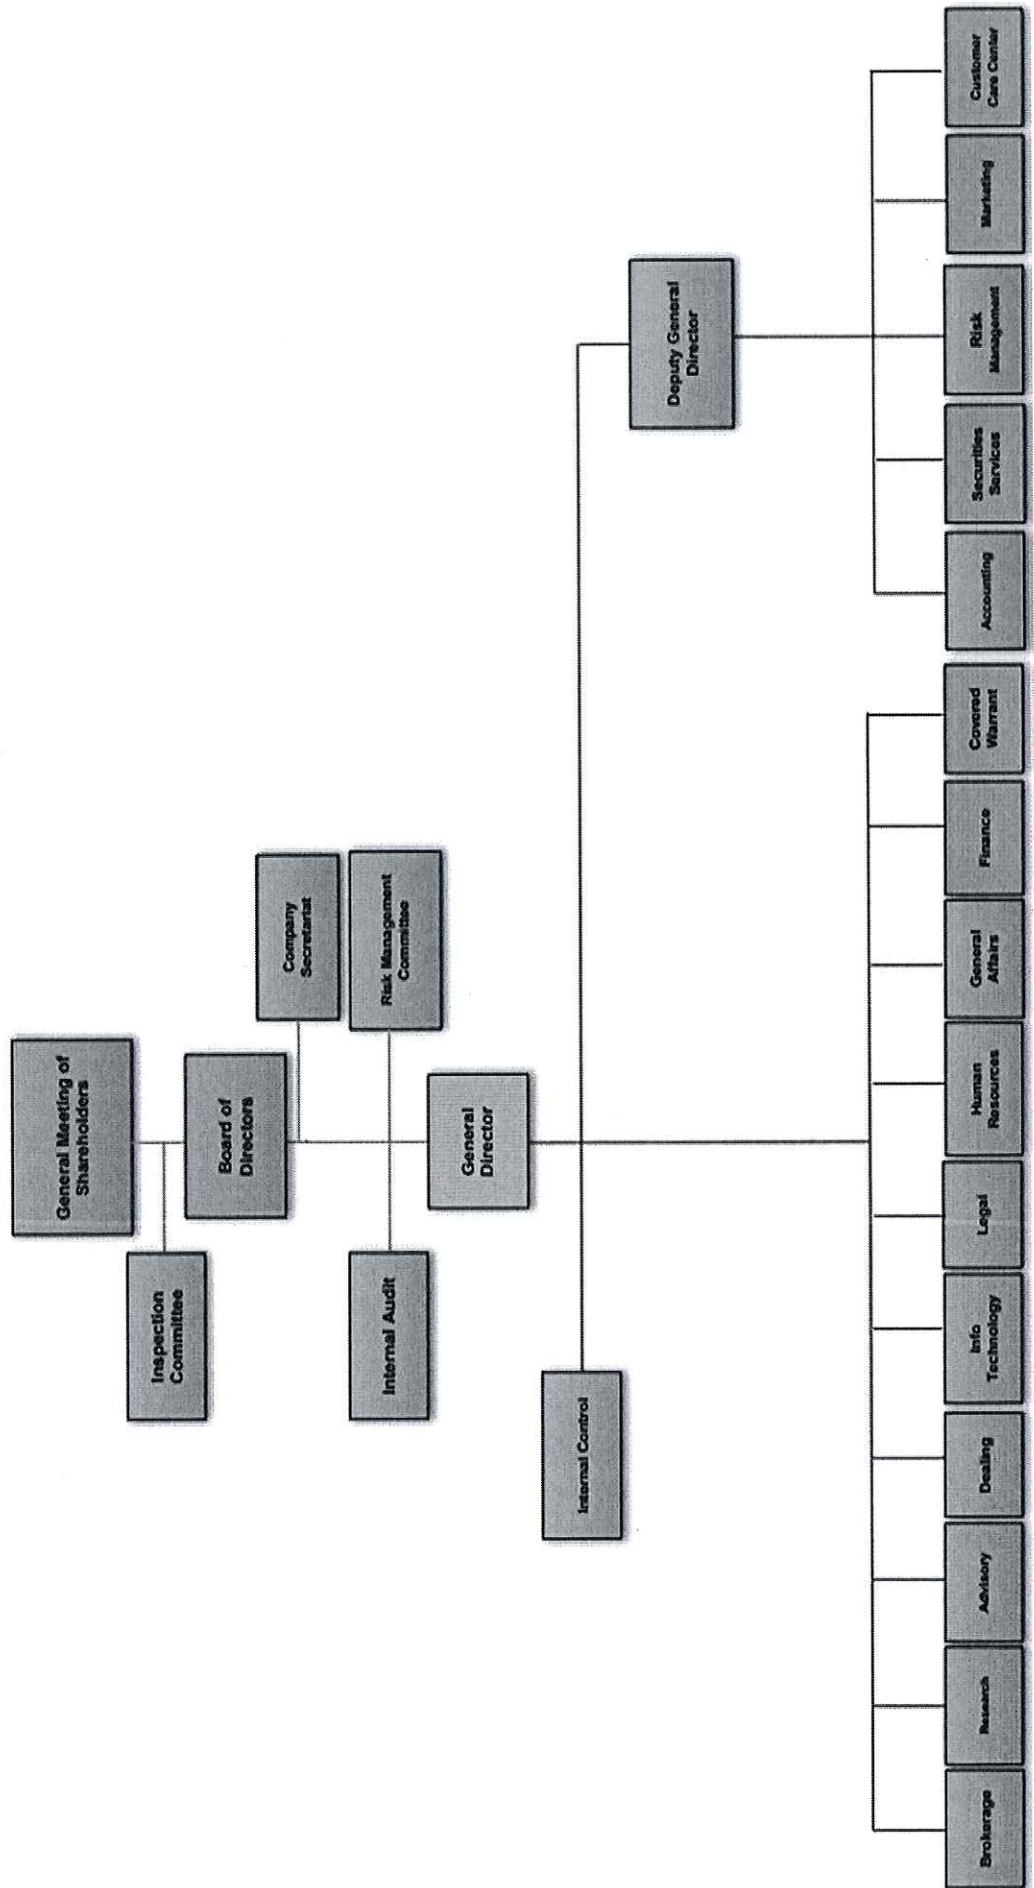 General Meeting of
Shareholders
Inspection
Committee
Board of
Directors
Company
Secretariat
Internal Audit
Risk Management
Committee
General
Director
Internal Control
Deputy General
Director
Brokerage
Research
Advisory
Dealing
Info
Technology
Legal
Human
Resources
General
Affairs
Finance
Covered
Warrant
Accounting
Securities
Services
Risk
Management
Marketing
Customer
Care Center